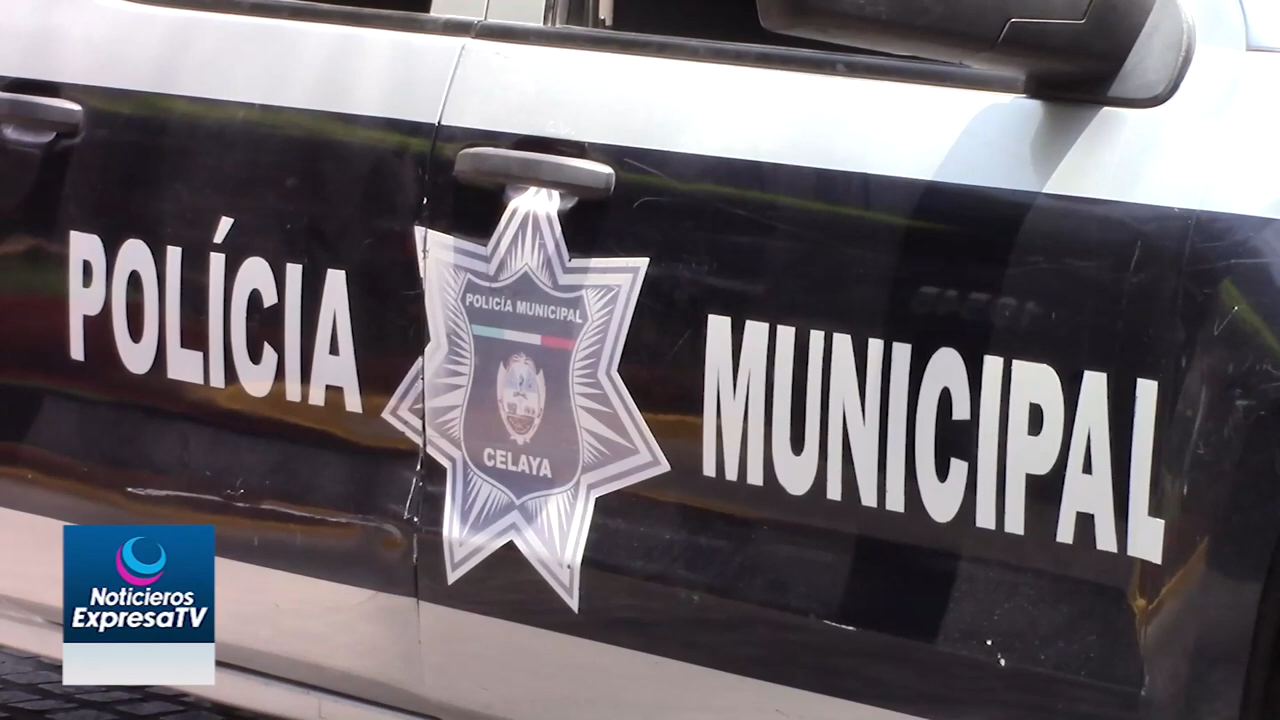 POLÍCIA
MUNICIPAL
POLICÍA MUNICIPAL
CELAYA
Noticieros
ExpresaTV